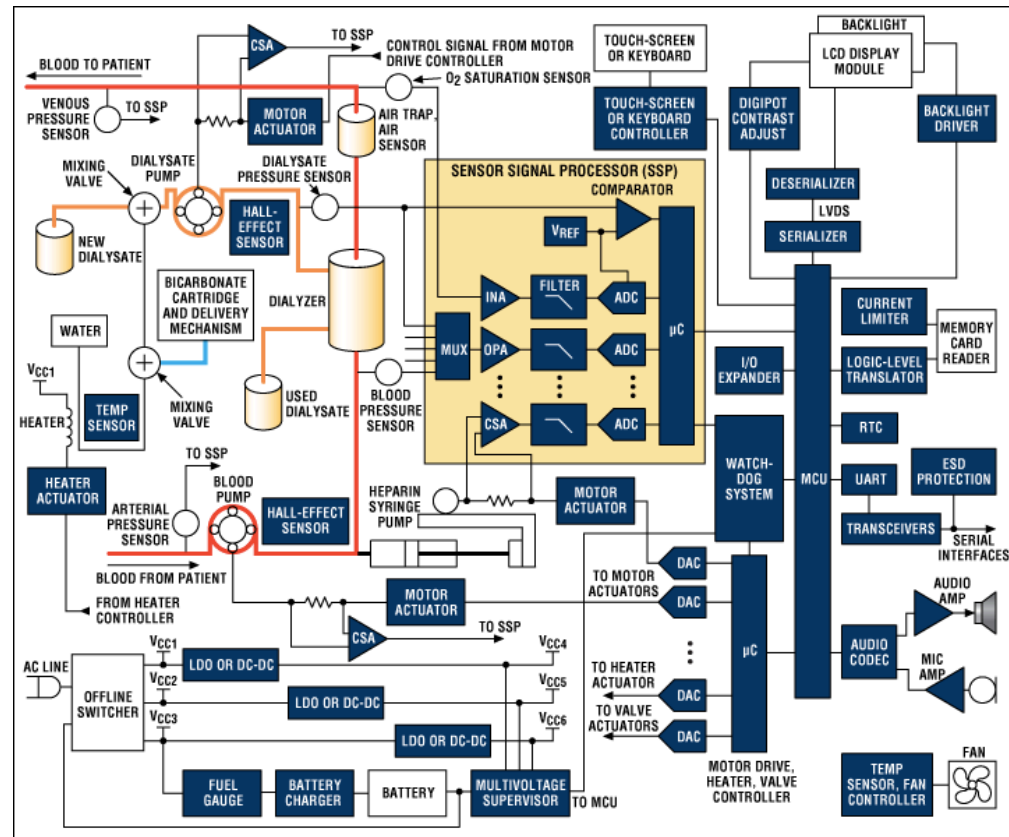 CSA
TO SSP
CONTROL SIGNAL FROM MOTOR
DRIVE CONTROLLER
O2 SATURATION SENSOR
BLOOD TO PATIENT
VENOUS
PRESSURE
SENSOR
TO SSP
MOTOR
ACTUATOR
AIR TRAP,
AIR
SENSOR
TOUCH-SCREEN
OR KEYBOARD
TOUCH-SCREEN
OR KEYBOARD
CONTROLLER
BACKLIGHT
LCD DISPLAY
MODULE
DIGIPOT
CONTRAST
ADJUST
BACKLIGHT
DRIVER
DESERIALIZER
LVDS
SERIALIZER
MIXING
VALVE
DIALYSATE
PUMP
DIALYSATE
PRESSURE SENSOR
HALL-
EFFECT
SENSOR
NEW
DIALYSATE
BICARBONATE
CARTRIDGE
AND DELIVERY
MECHANISM
DIALYZER
WATER
VCC1
HEATER
TEMP
SENSOR
MIXING
VALVE
USED
DIALYSATE
BLOOD
PRESSURE
SENSOR
SENSOR SIGNAL PROCESSOR (SSP)
COMPARATOR
VREF
INA
FILTER
ADC
MUX
OPA
ADC
µC
CSA
ADC
I/O
EXPANDER
CURRENT
LIMITER
MEMORY
CARD
READER
LOGIC-LEVEL
TRANSLATOR
RTC
WATCH-
DOG
SYSTEM
MCU
UART
ESD
PROTECTION
TRANSCEIVERS
SERIAL
INTERFACES
HEATER
ACTUATOR
TO SSP
ARTERIAL
PRESSURE
SENSOR
BLOOD
PUMP
HALL-EFFECT
SENSOR
HEPARIN
SYRINGE
PUMP
MOTOR
ACTUATOR
BLOOD FROM PATIENT
FROM HEATER
CONTROLLER
MOTOR
ACTUATOR
CSA
TO SSP
TO MOTOR
ACTUATORS
DAC
DAC
µC
TO HEATER
ACTUATOR
DAC
TO VALVE
ACTUATORS
DAC
MOTOR DRIVE,
HEATER, VALVE
CONTROLLER
AUDIO
AMP
AUDIO
CODEC
MIC
AMP
AC LINE
OFFLINE
SWITCHER
VCC1
LDO OR DC-DC
VCC4
VCC2
LDO OR DC-DC
VCC5
VCC3
LDO OR DC-DC
VCC6
FUEL
GAUGE
BATTERY
CHARGER
BATTERY
MULTIVOLTAGE
SUPERVISOR
TO MCU
TEMP
SENSOR, FAN
CONTROLLER
FAN